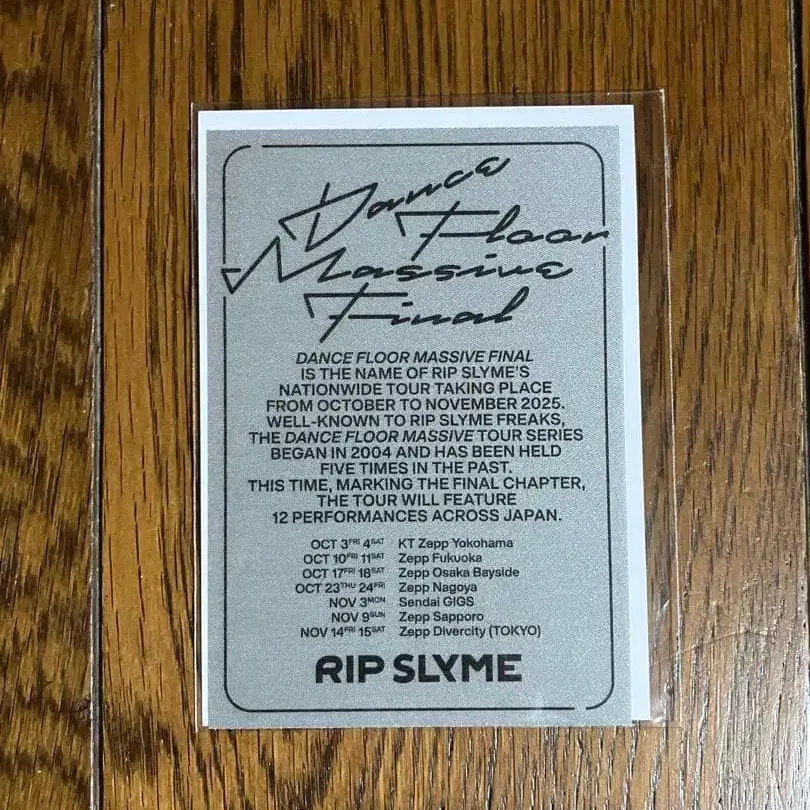 Dance
Floor
Massive
Final
DANCE FLOOR MASSIVE FINAL
IS THE NAME OF RIP SLYME'S
NATIONWIDE TOUR TAKING PLACE
FROM OCTOBER TO NOVEMBER 2025.
WELL-KNOWN TO RIP SLYME FREAKS,
THE DANCE FLOOR MASSIVE TOUR SERIES
BEGAN IN 2004 AND HAS BEEN HELD
FIVE TIMES IN THE PAST.
THIS TIME, MARKING THE FINAL CHAPTER,
THE TOUR WILL FEATURE
12 PERFORMANCES ACROSS JAPAN.
OCT 3FRI 4SAT KT Zepp Yokohama
OCT 10FRI 11SAT Zepp Fukuoka
OCT 17FRI 18SAT Zepp Osaka Bayside
OCT 23THU 24FRI Zepp Nagoya
NOV 3MON Sendai GIGS
NOV 9SUN Zepp Sapporo
NOV 14FRI 15SAT Zepp Divercity (TOKYO)
RIP SLYME